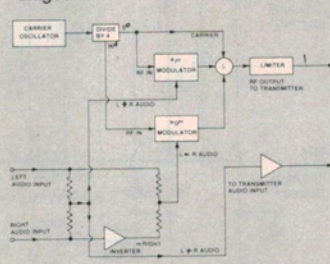 CARRIER
OSCILLATOR
DIVIDE
BY 4
0°
CARRIER
90°
RF IN
"I"
MODULATOR
Σ
LIMITER
RF OUTPUT
TO TRANSMITTER
L + R AUDIO
"Q"
MODULATOR
RF IN
L - R AUDIO
LEFT
AUDIO INPUT
RIGHT
AUDIO INPUT
INVERTER
-RIGHT
L + R AUDIO
TO TRANSMITTER
AUDIO INPUT